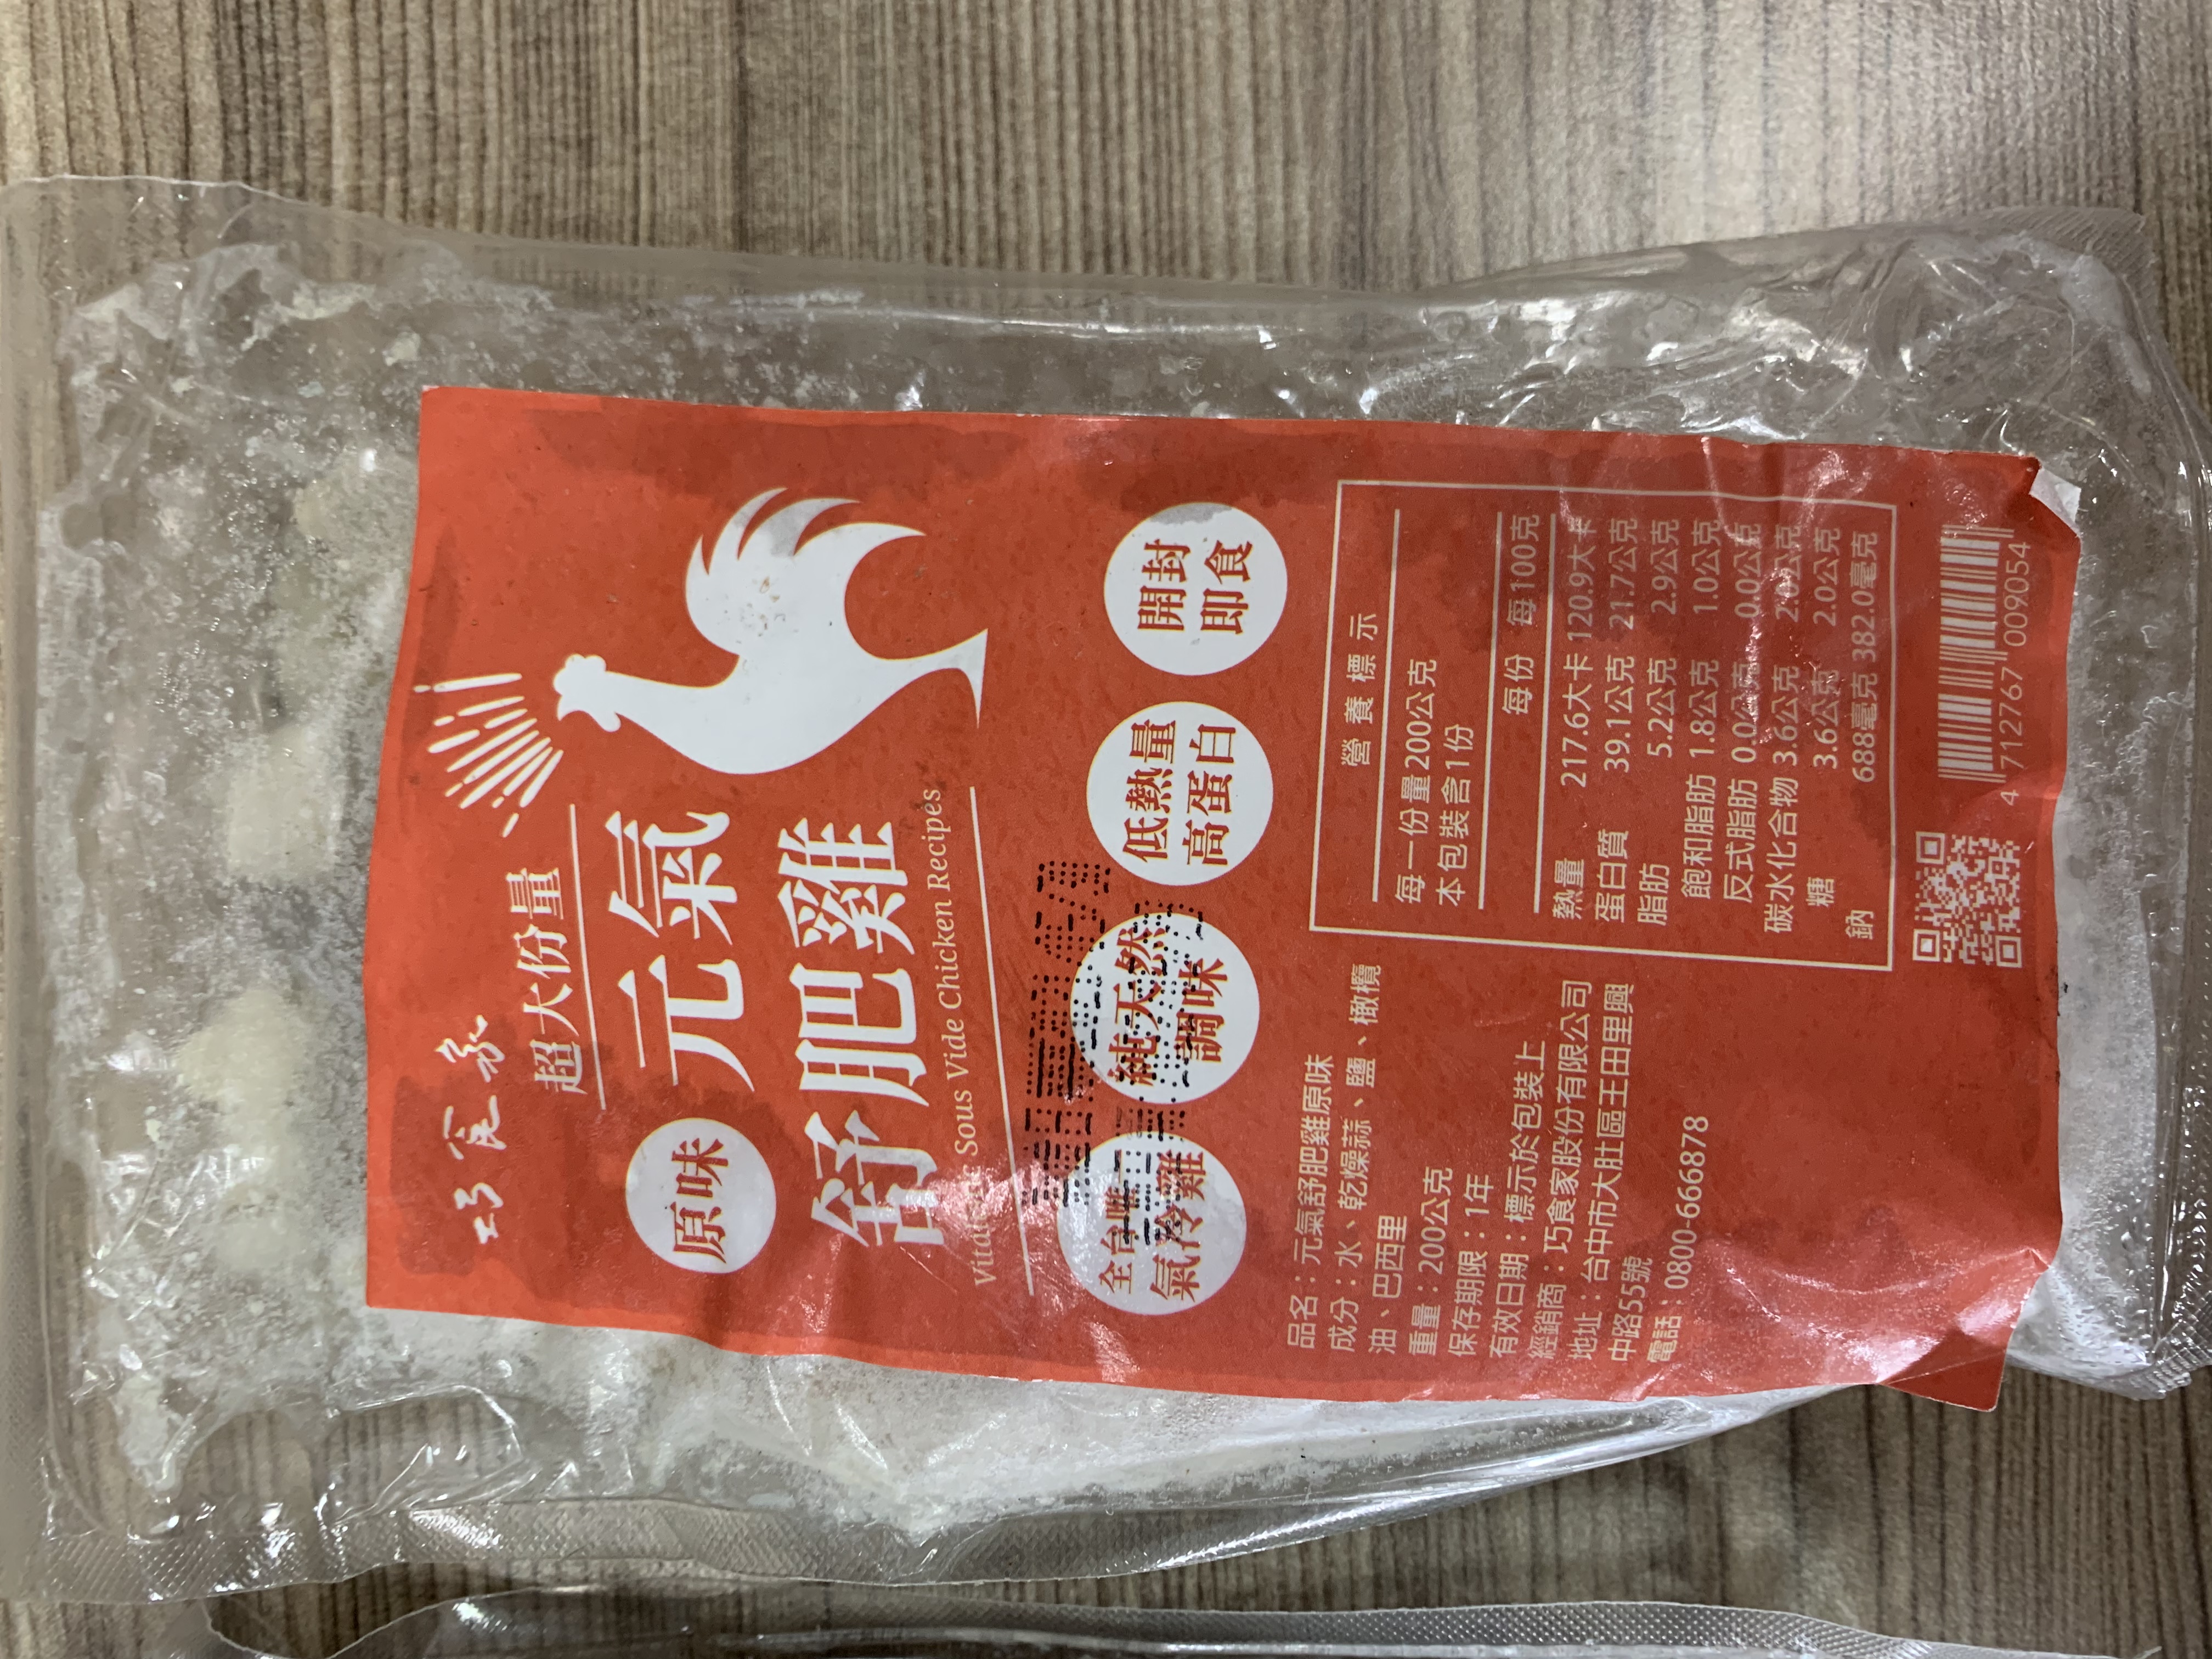 巧食家
超大份量
元氣
舒肥雞
原味
Sous Vide Chicken Recipes
全台唯一
氣冷雞
純天然
調味
低熱量
高蛋白
開封
即食
品名：元氣舒肥雞原味
成分：水、乾燥蒜、鹽、橄欖
油、巴西里
重量：200公克
保存期限：1年
有效日期：標示於包裝上
經銷商：巧食家股份有限公司
地址：台中市大肚區王田里興
中路55號
電話：0800-666878
營養標示
每一份量200公克
本包裝含1份
每份 每100克
熱量 217.6大卡 120.9大卡
蛋白質 39.1公克 21.7公克
脂肪 5.2公克 2.9公克
飽和脂肪 1.8公克 1.0公克
反式脂肪 0.0公克 0.0公克
碳水化合物 3.6公克 2.0公克
糖 3.6公克 2.0公克
鈉 688毫克 382.0毫克
4 712767 009054